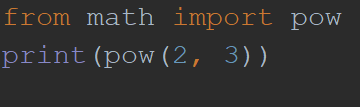 from math import pow
print(pow(2, 3))